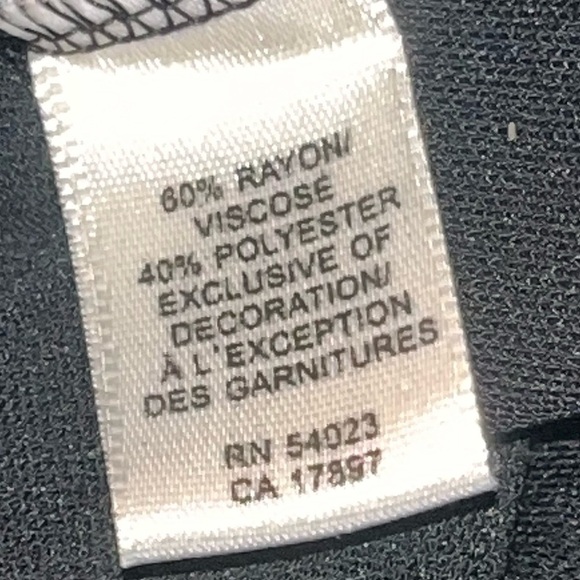 60% RAYON/
VISCOSE
40% POLYESTER
EXCLUSIVE OF
DECORATION/
À L'EXCEPTION
DES GARNITURES
RN 54023
CA 17897